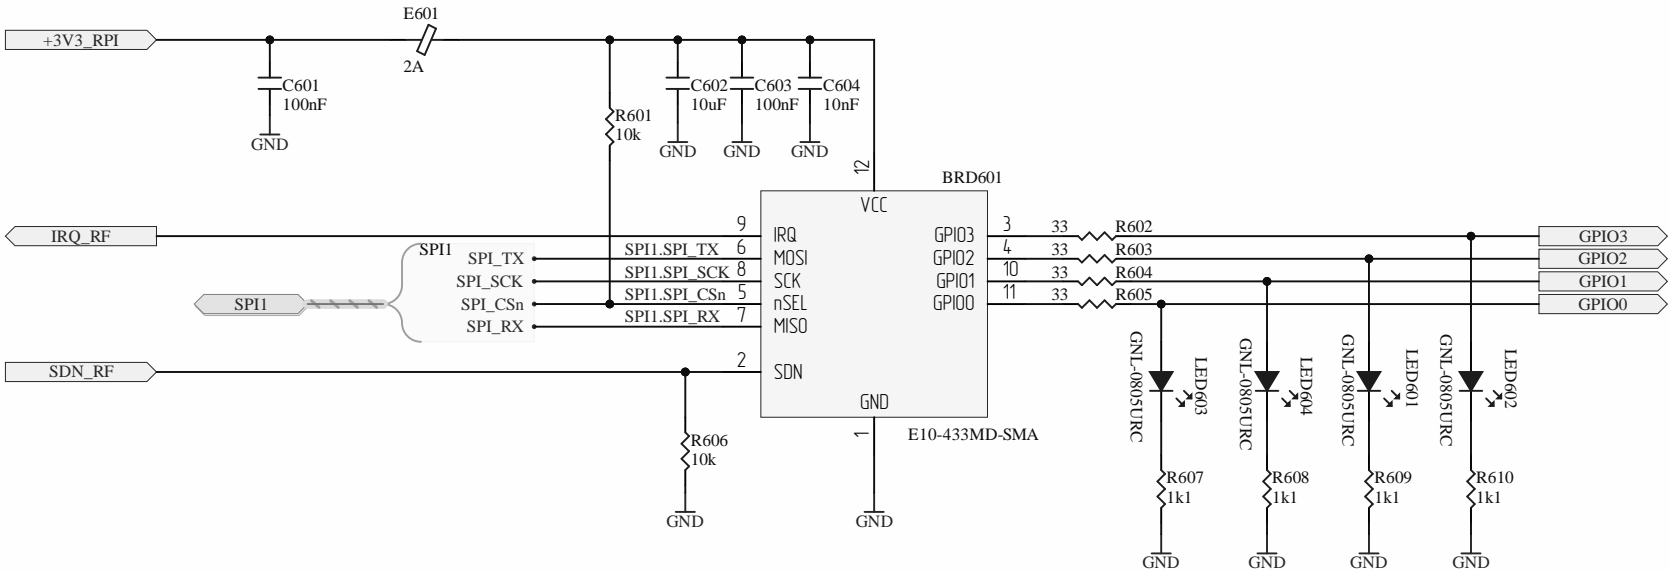 E601
+3V3_RPI
2A
C601
100nF
GND
R601
10k
C602
10uF
GND
C603
100nF
GND
C604
10nF
GND
12
BRD601
VCC
IRQ_RF
9
IRQ
GPIO3
3
33
R602
GPIO3
SPI1
SPI_TX
SPI1.SPI_TX
6
MOSI
GPIO2
4
33
R603
GPIO2
SPI_SCK
SPI1.SPI_SCK
8
SCK
GPIO1
10
33
R604
GPIO1
SPI1
SPI_CSn
SPI1.SPI_CSn
5
nSEL
GPIO0
11
33
R605
GPIO0
SPI_RX
SPI1.SPI_RX
7
MISO
SDN_RF
2
SDN
GND
1
E10-433MD-SMA
GND
R606
10k
GND
LED603
GNL-0805URC
LED604
GNL-0805URC
LED601
GNL-0805URC
LED602
GNL-0805URC
R607
1k1
GND
R608
1k1
GND
R609
1k1
GND
R610
1k1
GND